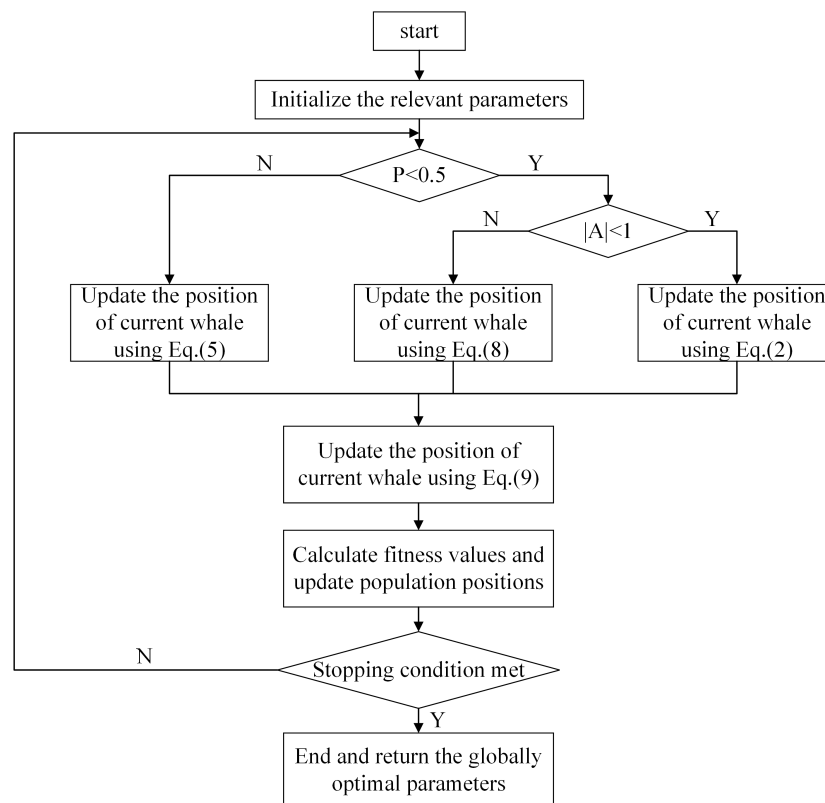 start
Initialize the relevant parameters
N
P<0.5
Y
N
|A|<1
Y
Update the position
of current whale
using Eq.(5)
Update the position
of current whale
using Eq.(8)
Update the position
of current whale
using Eq.(2)
Update the position of
current whale using Eq.(9)
Calculate fitness values and
update population positions
N
Stopping condition met
Y
End and return the globally
optimal parameters